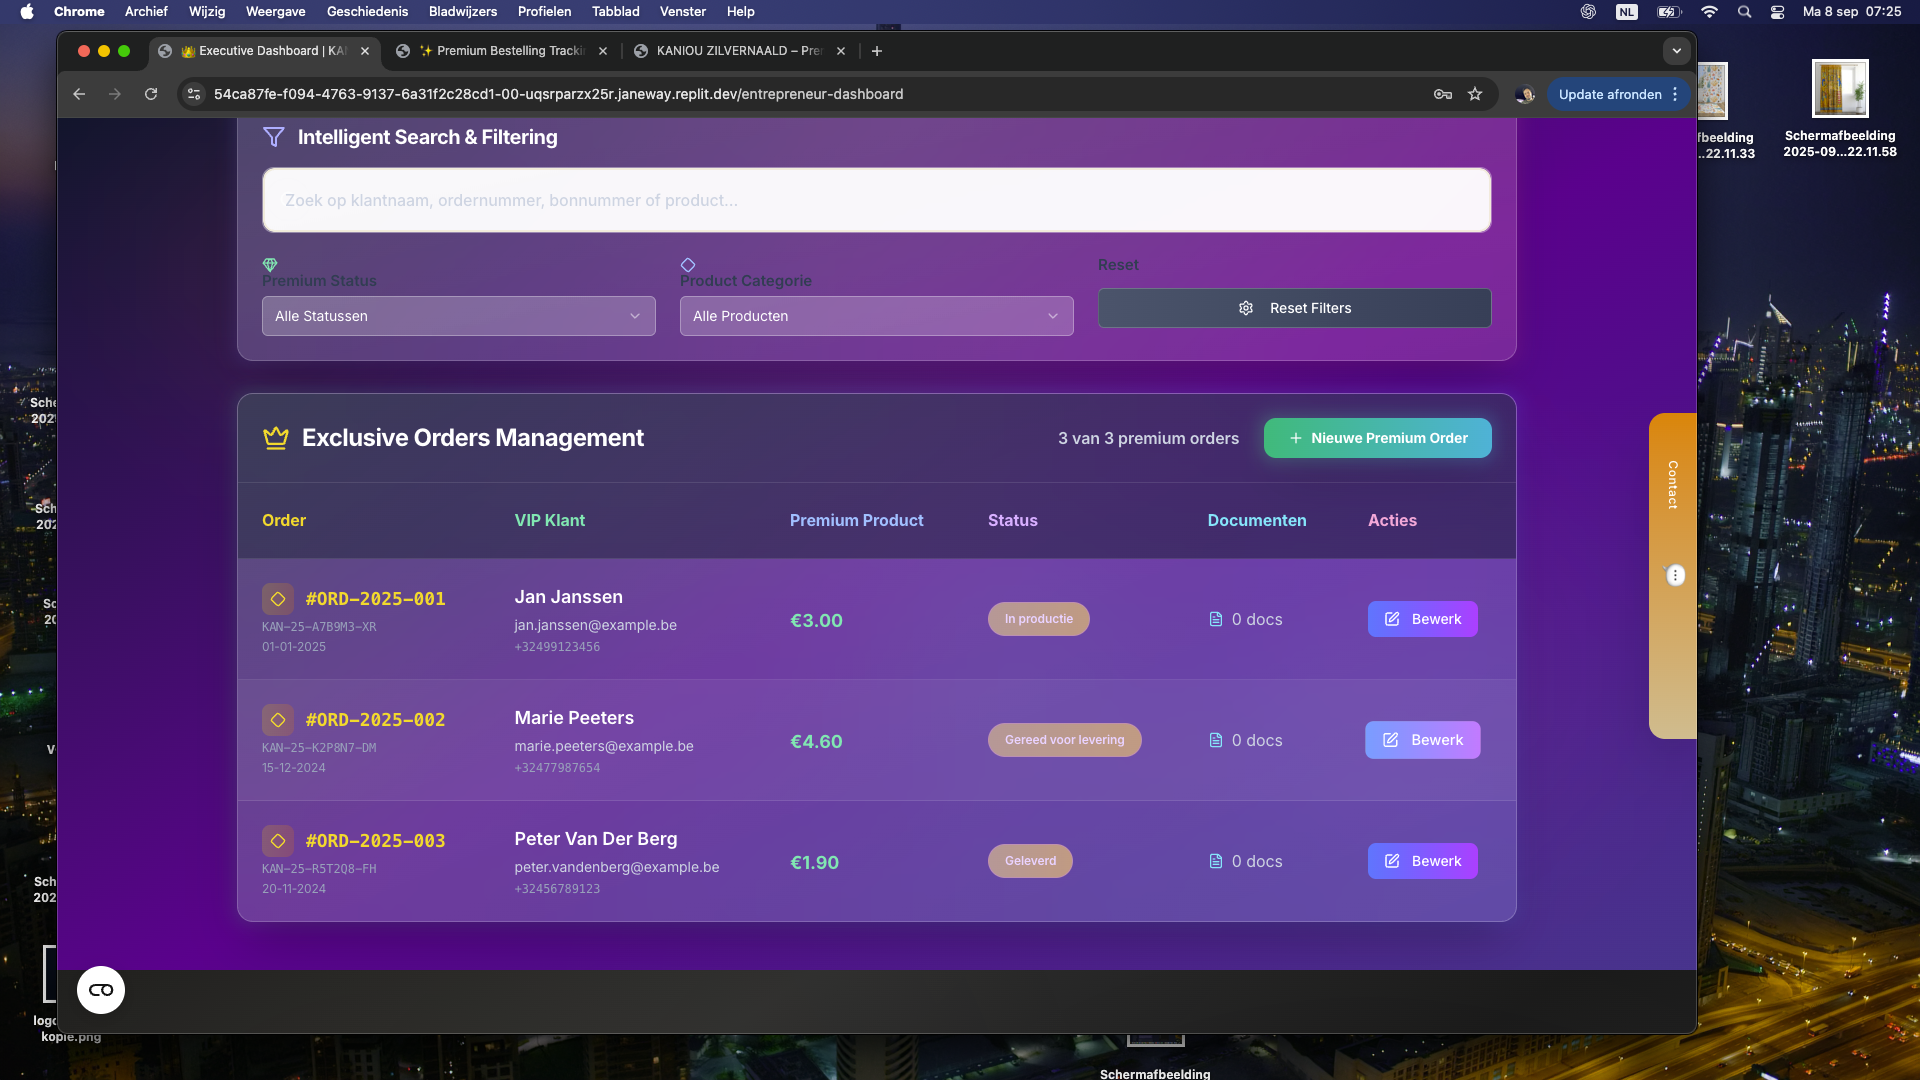 Chrome Archief Wijzig Weergave Geschiedenis Bladwijzers Profielen Tabblad Venster Help
NL
Ma 8 sep 07:25
Executive Dashboard | KA
Premium Bestelling Tracki
KANIOU ZILVERNAALD – Pre
54ca87fe-f094-4763-9137-6a31f2c28cd1-00-uqsrparzx25r.janeway.replit.dev/entrepreneur-dashboard
Update afronden
Intelligent Search & Filtering
Zoek op klantnaam, ordernummer, bonnummer of product...
Premium Status
Product Categorie
Reset
Alle Statussen
Alle Producten
Reset Filters
Exclusive Orders Management
3 van 3 premium orders
+ Nieuwe Premium Order
Order VIP Klant Premium Product Status Documenten Acties
#ORD-2025-001
KAN-25-A7B9M3-XR
01-01-2025
Jan Janssen
jan.janssen@example.be
+32499123456
€3.00
In productie
0 docs
Bewerk
#ORD-2025-002
KAN-25-K2P8N7-DM
15-12-2024
Marie Peeters
marie.peeters@example.be
+32477987654
€4.60
Gereed voor levering
0 docs
Bewerk
#ORD-2025-003
KAN-25-R5T2Q8-FH
20-11-2024
Peter Van Der Berg
peter.vandenberg@example.be
+32456789123
€1.90
Geleverd
0 docs
Bewerk
Contact
fbeelding
...22.11.33
Schermafbeelding
2025-09...22.11.58
Sche
202
Sch
202
Sc
20
V
Sch
202
logo
kopie.png
Schermafbeelding